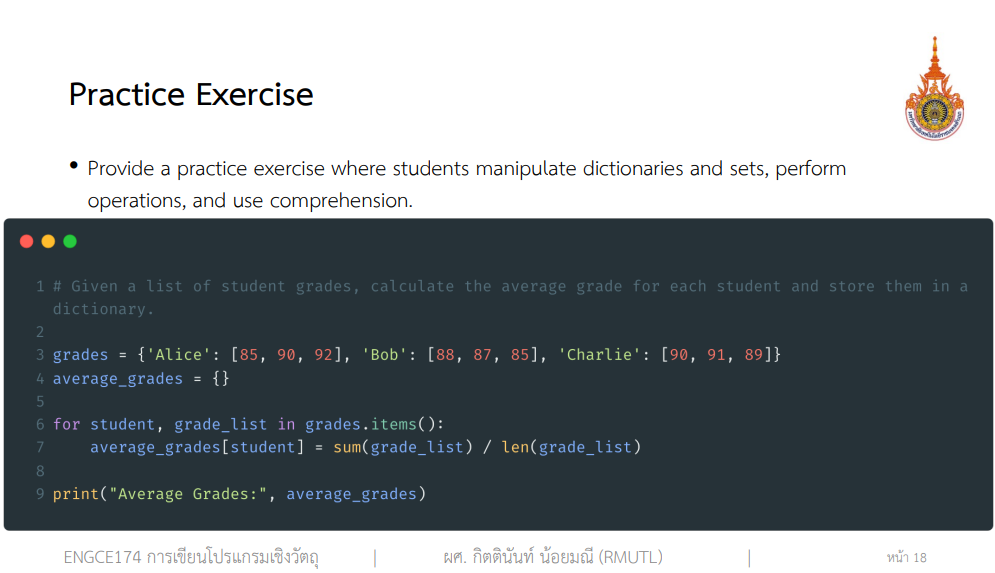 Practice Exercise
• Provide a practice exercise where students manipulate dictionaries and sets, perform
operations, and use comprehension.
1 # Given a list of student grades, calculate the average grade for each student and store them in a
dictionary.
2
3 grades = {'Alice': [85, 90, 92], 'Bob': [88, 87, 85], 'Charlie': [90, 91, 89]}
4 average_grades = {}
5
6 for student, grade_list in grades.items():
7     average_grades[student] = sum(grade_list) / len(grade_list)
8
9 print("Average Grades:", average_grades)
ENGCE174 การเขียนโปรแกรมเชิงวัตถุ | ผศ. กิตตินันท์ น้อยมณี (RMUTL) | หน้า 18